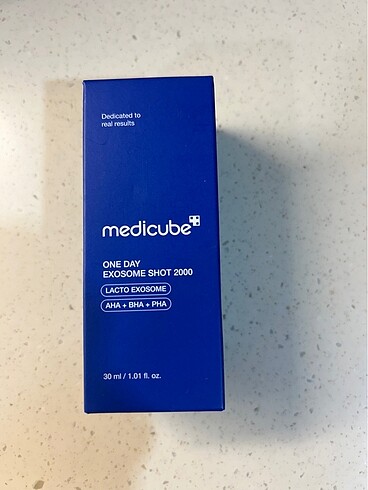 Dedicated to
real results
medicube
ONE DAY
EXOSOME SHOT 2000
LACTO EXOSOME
AHA + BHA + PHA
30 ml / 1.01 fl. oz.